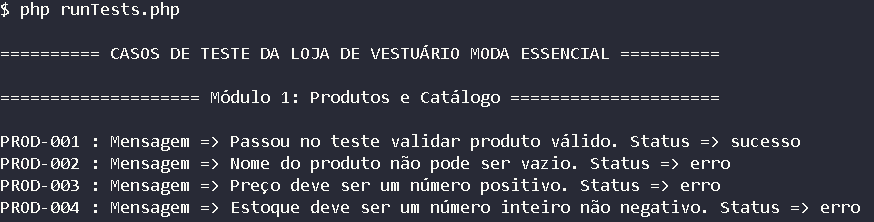 $ php runTests.php
========== CASOS DE TESTE DA LOJA DE VESTUÁRIO MODA ESSENCIAL ==========
==================== Módulo 1: Produtos e Catálogo =====================
PROD-001 : Mensagem => Passou no teste validar produto válido. Status => sucesso
PROD-002 : Mensagem => Nome do produto não pode ser vazio. Status => erro
PROD-003 : Mensagem => Preço deve ser um número positivo. Status => erro
PROD-004 : Mensagem => Estoque deve ser um número inteiro não negativo. Status => erro